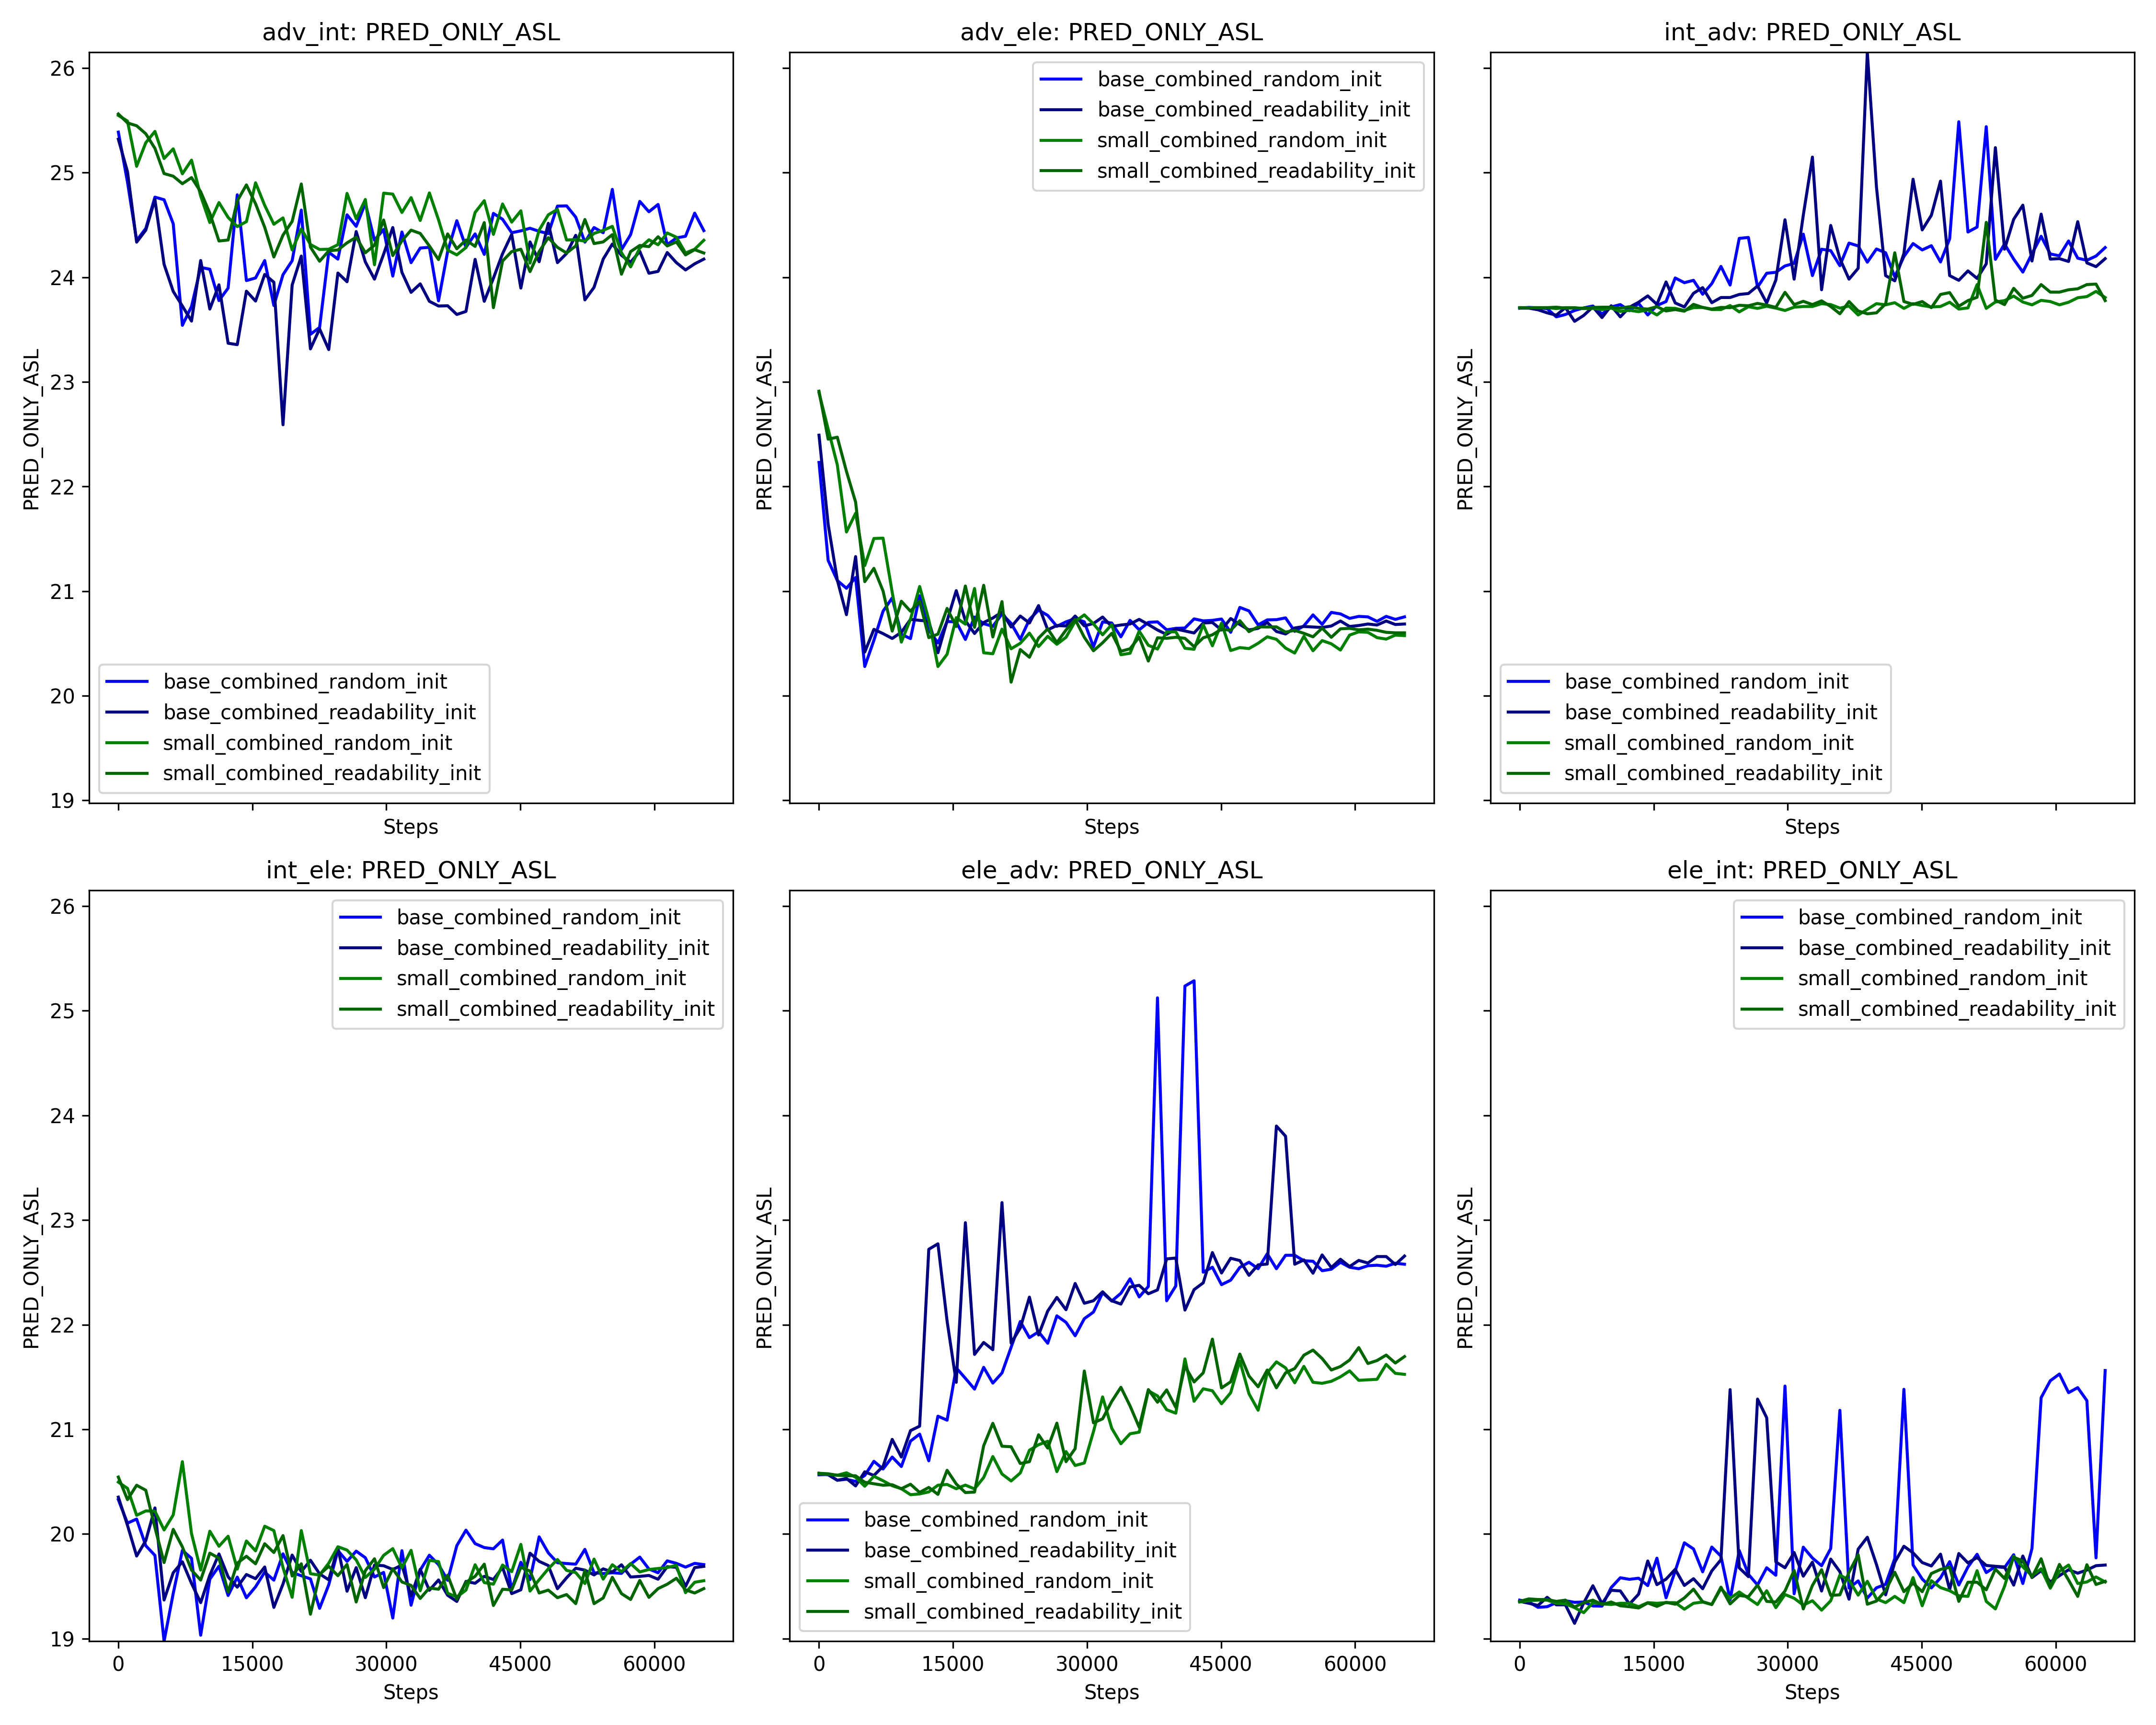 adv_int: PRED_ONLY_ASL
adv_ele: PRED_ONLY_ASL
int_adv: PRED_ONLY_ASL
26
25
24
23
22
21
20
19
PRED_ONLY_ASL
PRED_ONLY_ASL
PRED_ONLY_ASL
base_combined_random_init
base_combined_readability_init
small_combined_random_init
small_combined_readability_init
base_combined_random_init
base_combined_readability_init
small_combined_random_init
small_combined_readability_init
base_combined_random_init
base_combined_readability_init
small_combined_random_init
small_combined_readability_init
Steps
Steps
Steps
int_ele: PRED_ONLY_ASL
ele_adv: PRED_ONLY_ASL
ele_int: PRED_ONLY_ASL
26
25
24
23
22
21
20
19
PRED_ONLY_ASL
PRED_ONLY_ASL
PRED_ONLY_ASL
base_combined_random_init
base_combined_readability_init
small_combined_random_init
small_combined_readability_init
base_combined_random_init
base_combined_readability_init
small_combined_random_init
small_combined_readability_init
base_combined_random_init
base_combined_readability_init
small_combined_random_init
small_combined_readability_init
0 15000 30000 45000 60000
0 15000 30000 45000 60000
0 15000 30000 45000 60000
Steps
Steps
Steps